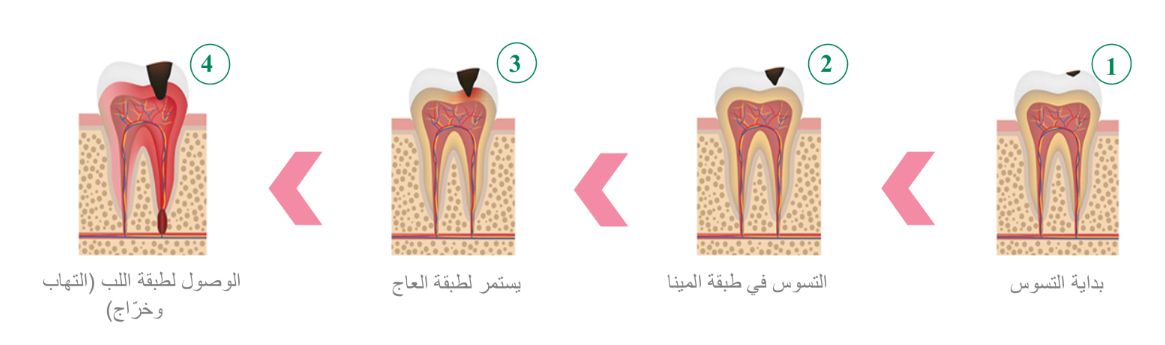 1
2
3
4
بداية التسوس
التسوس في طبقة المينا
يستمر لطبقة العاج
الوصول لطبقة اللب (التهاب
وخرّاج)